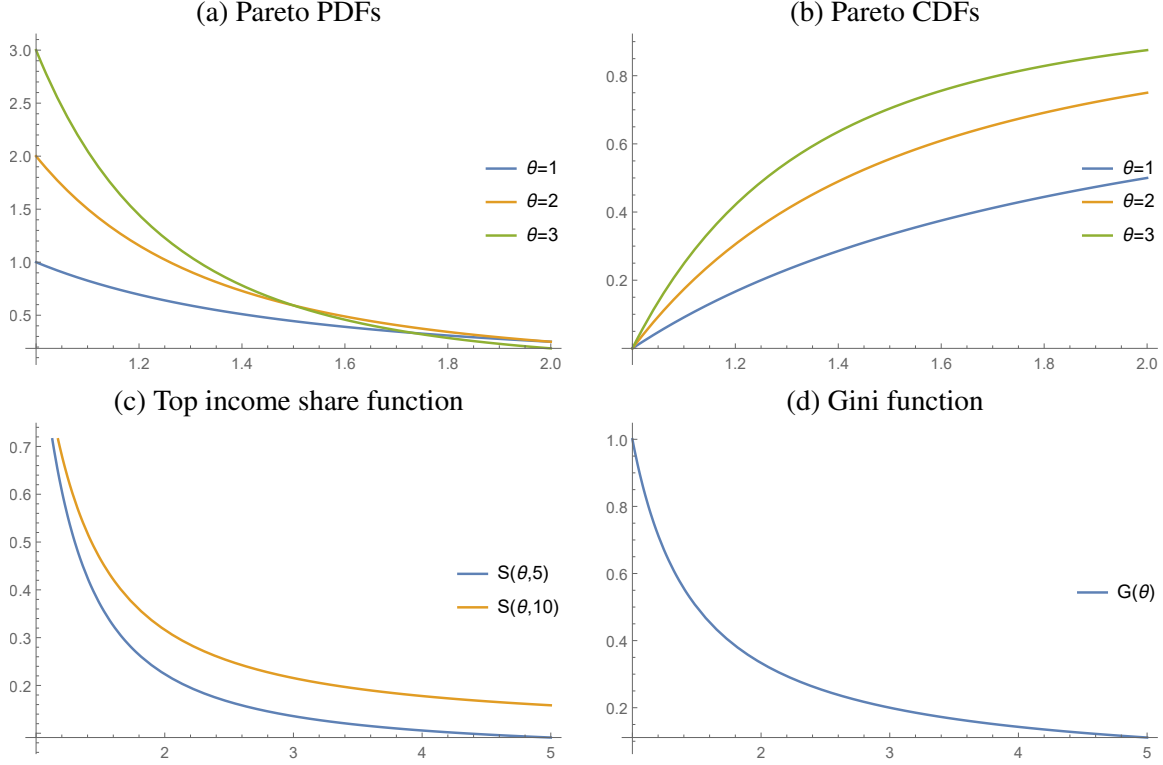 (a) Pareto PDFs
3.0
2.5
2.0
1.5
1.0
0.5
1.2 1.4 1.6 1.8 2.0
θ=1
θ=2
θ=3
(b) Pareto CDFs
0.8
0.6
0.4
0.2
1.2 1.4 1.6 1.8 2.0
θ=1
θ=2
θ=3
(c) Top income share function
0.7
0.6
0.5
0.4
0.3
0.2
2 3 4 5
S(θ,5)
S(θ,10)
(d) Gini function
1.0
0.8
0.6
0.4
0.2
2 3 4 5
G(θ)